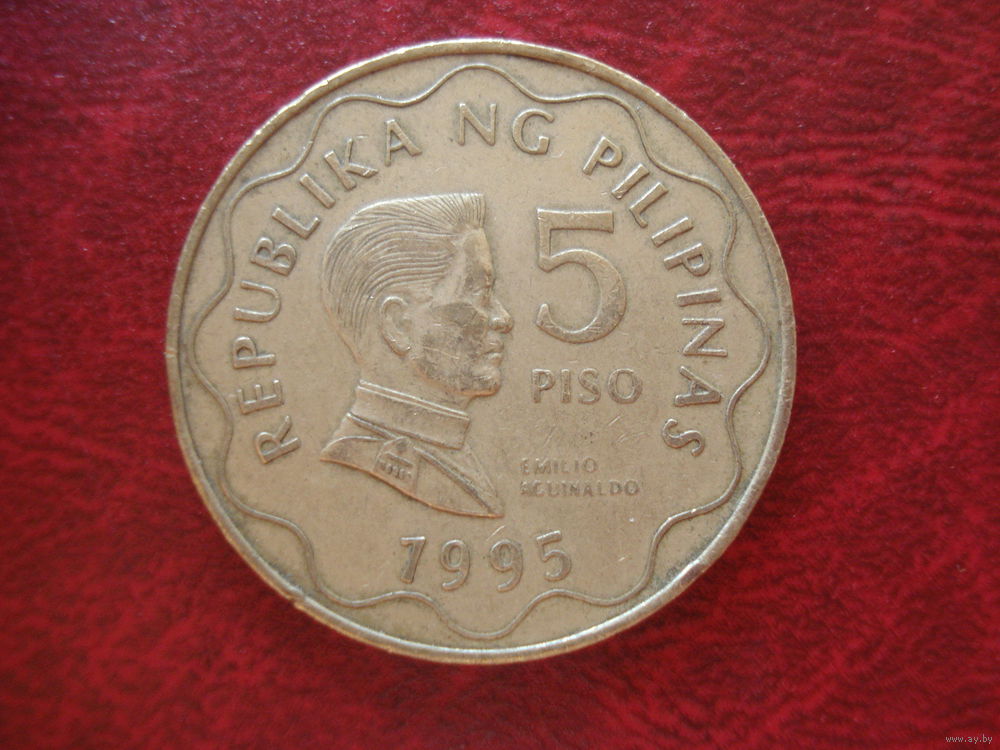 REPUBLIKA NG PILIPINAS
5
PISO
EMILIO
AGUINALDO
1995
www.ay.by